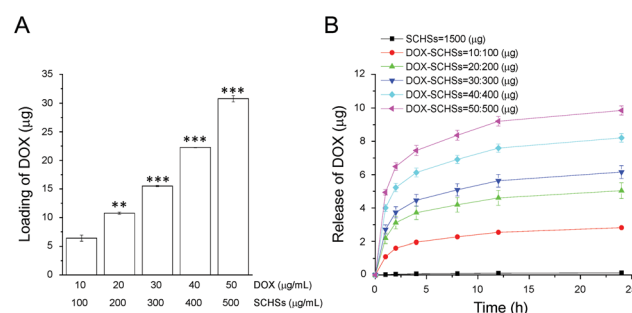 A
Loading of DOX (μg)
35
30
25
20
15
10
5
0
**
***
***
***
10 20 30 40 50 DOX (μg/mL)
100 200 300 400 500 SCHSs (μg/mL)
B
SCHSs=1500 (μg)
DOX-SCHSs=10:100 (μg)
DOX-SCHSs=20:200 (μg)
DOX-SCHSs=30:300 (μg)
DOX-SCHSs=40:400 (μg)
DOX-SCHSs=50:500 (μg)
Release of DOX (μg)
12
10
8
6
4
2
0
0 5 10 15 20 25
Time (h)